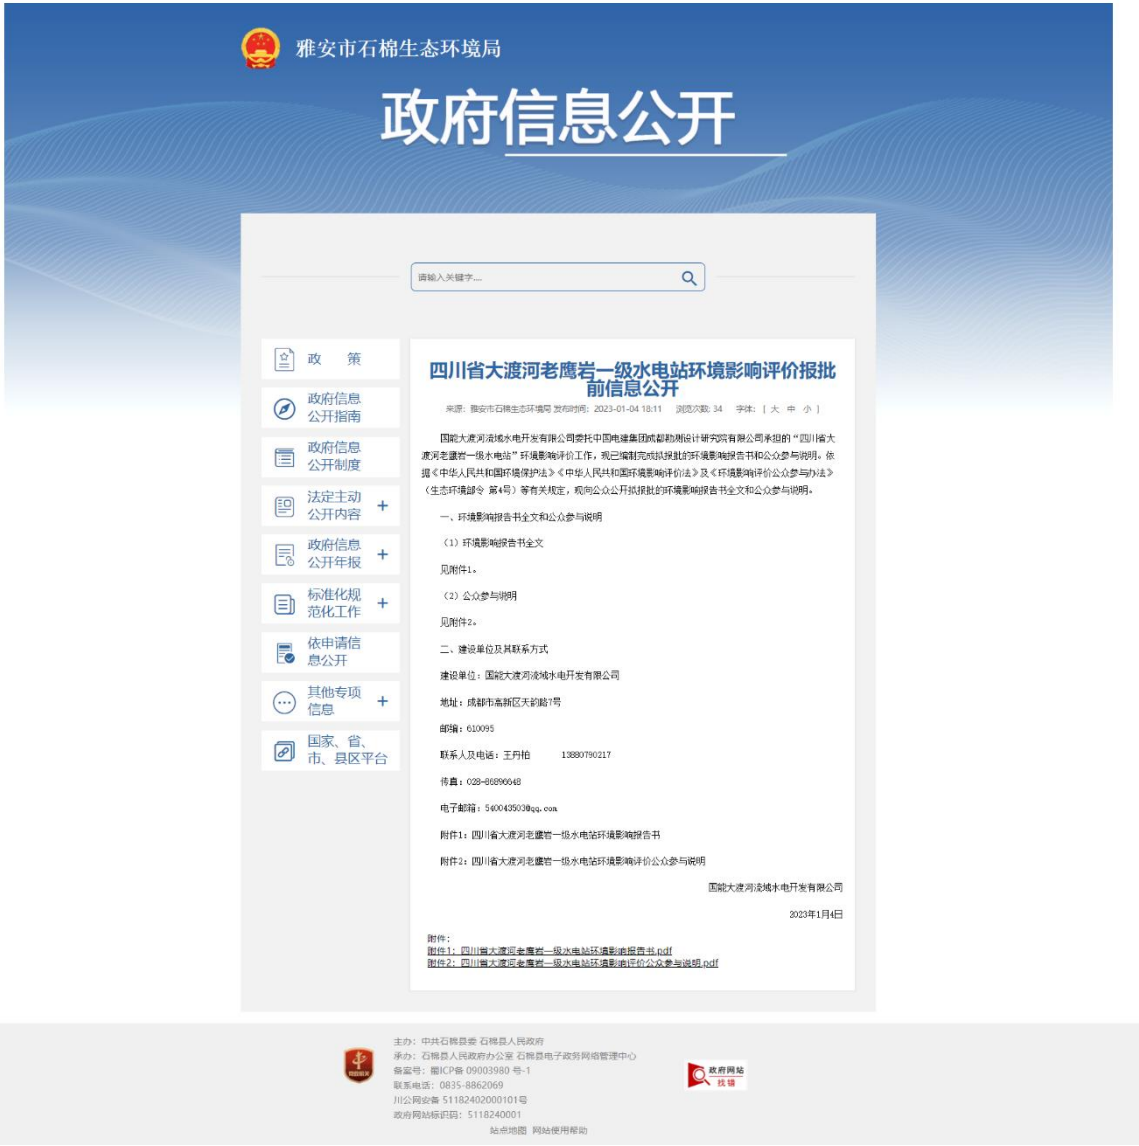 雅安市石棉生态环境局
政府信息公开
请输入关键字....
政 策
政府信息
公开指南
政府信息
公开制度
法定主动
公开内容 +
政府信息
公开年报 +
标准化规
范化工作 +
依申请信
息公开
其他专项
信息 +
国家、省、
市、县区平台
四川省大渡河老鹰岩一级水电站环境影响评价报批
前信息公开
来源: 雅安市石棉生态环境局 发布时间: 2023-01-04 18:11 浏览次数: 34 字体: [ 大 中 小 ]
国能大渡河流域水电开发有限公司委托中国电建集团成都勘测设计研究院有限公司承担的“四川省大
渡河老鹰岩一级水电站”环境影响评价工作，现已编制完成拟报批的环境影响报告书和公众参与说明。依
据《中华人民共和国环境保护法》《中华人民共和国环境影响评价法》及《环境影响评价公众参与办法》
（生态环境部令 第4号）等有关规定，现向公众公开拟报批的环境影响报告书全文和公众参与说明。
一、环境影响报告书全文和公众参与说明
（1）环境影响报告书全文
见附件1。
（2）公众参与说明
见附件2。
二、建设单位及其联系方式
建设单位：国能大渡河流域水电开发有限公司
地址：成都市高新区天韵路7号
邮编：610095
联系人及电话：王丹柏 13880790217
传真：028-86896648
电子邮箱：540043503@qq.com
附件1：四川省大渡河老鹰岩一级水电站环境影响报告书
附件2：四川省大渡河老鹰岩一级水电站环境影响评价公众参与说明
国能大渡河流域水电开发有限公司
2023年1月4日
附件：
附件1：四川省大渡河老鹰岩一级水电站环境影响报告书.pdf
附件2：四川省大渡河老鹰岩一级水电站环境影响评价公众参与说明.pdf
主办：中共石棉县委 石棉县人民政府
承办：石棉县人民政府办公室 石棉县电子政务网络管理中心
备案号：蜀ICP备 09003980 号-1
联系电话：0835-8862069
川公网安备 51182402000101号
政府网站标识码：5118240001
站点地图 网站使用帮助
党政机关
政府网站
找错